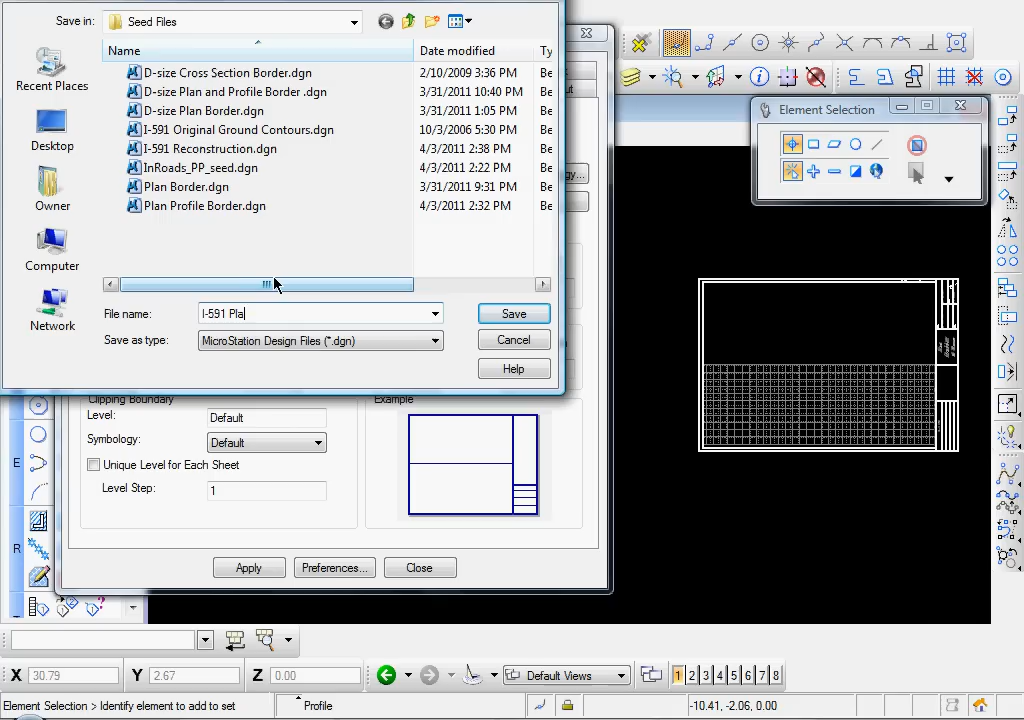 Save in: Seed Files
Name Date modified Ty
D-size Cross Section Border.dgn 2/10/2009 3:36 PM Be
D-size Plan and Profile Border .dgn 3/31/2011 10:40 PM Be
D-size Plan Border.dgn 3/31/2011 1:05 PM Be
I-591 Original Ground Contours.dgn 10/3/2006 5:30 PM Be
I-591 Reconstruction.dgn 4/3/2011 2:38 PM Be
InRoads_PP_seed.dgn 4/3/2011 2:22 PM Be
Plan Border.dgn 3/31/2011 9:31 PM Be
Plan Profile Border.dgn 4/3/2011 2:32 PM Be
Recent Places
Desktop
Owner
Computer
Network
File name: I-591 Pla Save
Save as type: MicroStation Design Files (*.dgn) Cancel
Help
Element Selection
Clipping Boundary
Level: Default
Symbology: Default
Unique Level for Each Sheet
Level Step: 1
Example
Apply Preferences... Close
E
R
X 30.79 Y 2.67 Z 0.00 Default Views 1 2 3 4 5 6 7 8
Element Selection > Identify element to add to set Profile -10.41, -2.06, 0.00